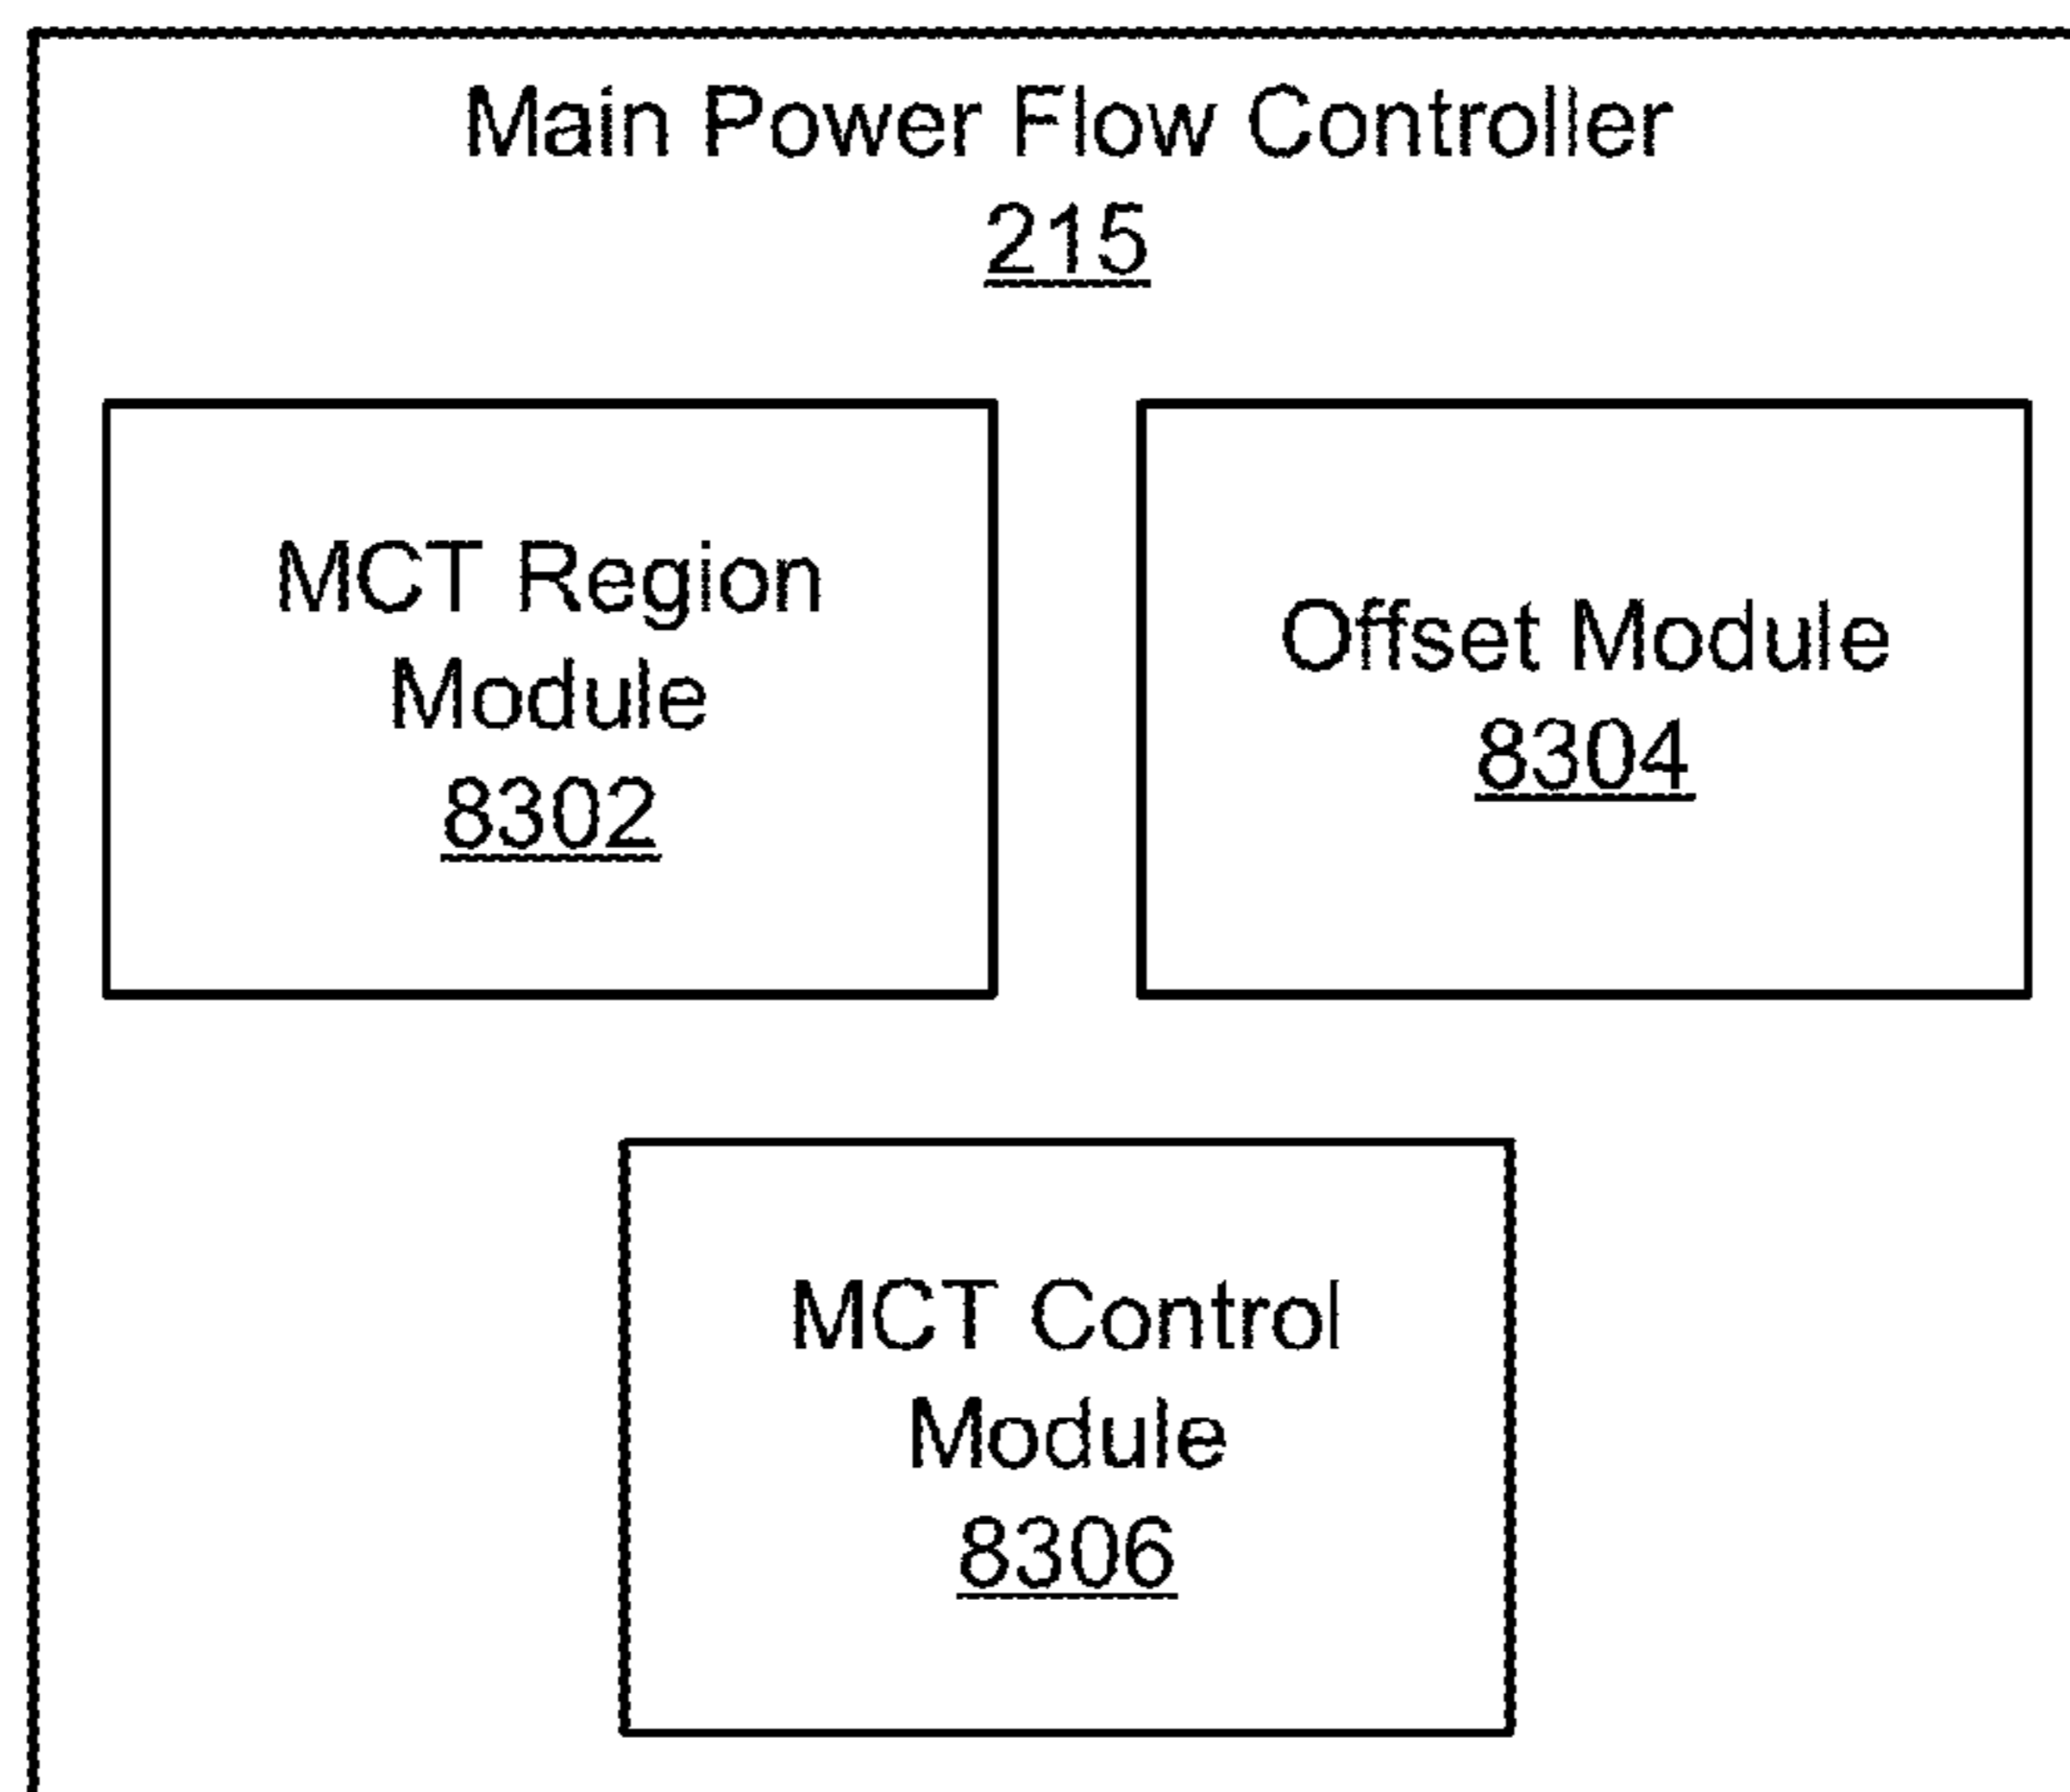 Main Power Flow Controller
215
MCT Region
Module
8302
Offset Module
8304
MCT Control
Module
8306